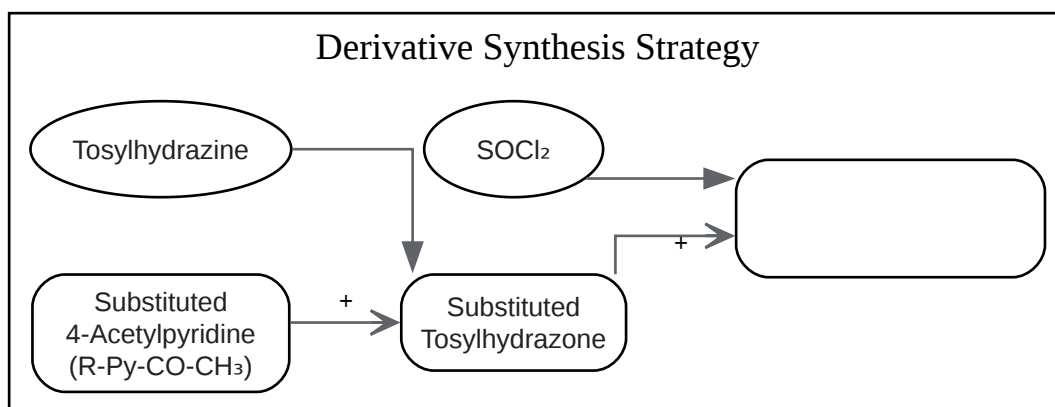 Derivative Synthesis Strategy
Tosylhydrazine
SOCl₂
+
Substituted
4-Acetylpyridine
(R-Py-CO-CH₃)
+
Substituted
Tosylhydrazone